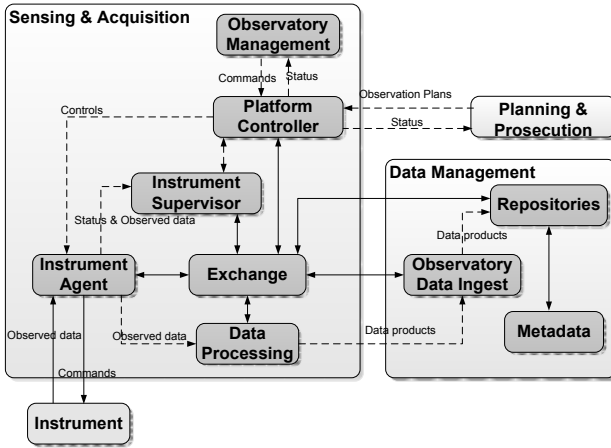 Sensing & Acquisition
Observatory
Management
Commands
Status
Controls
Platform
Controller
Observation Plans
Status
Planning &
Prosecution
Instrument
Supervisor
Status & Observed data
Data Management
Repositories
Data products
Instrument
Agent
Exchange
Observatory
Data Ingest
Observed data
Observed data
Data
Processing
Data products
Metadata
Commands
Instrument